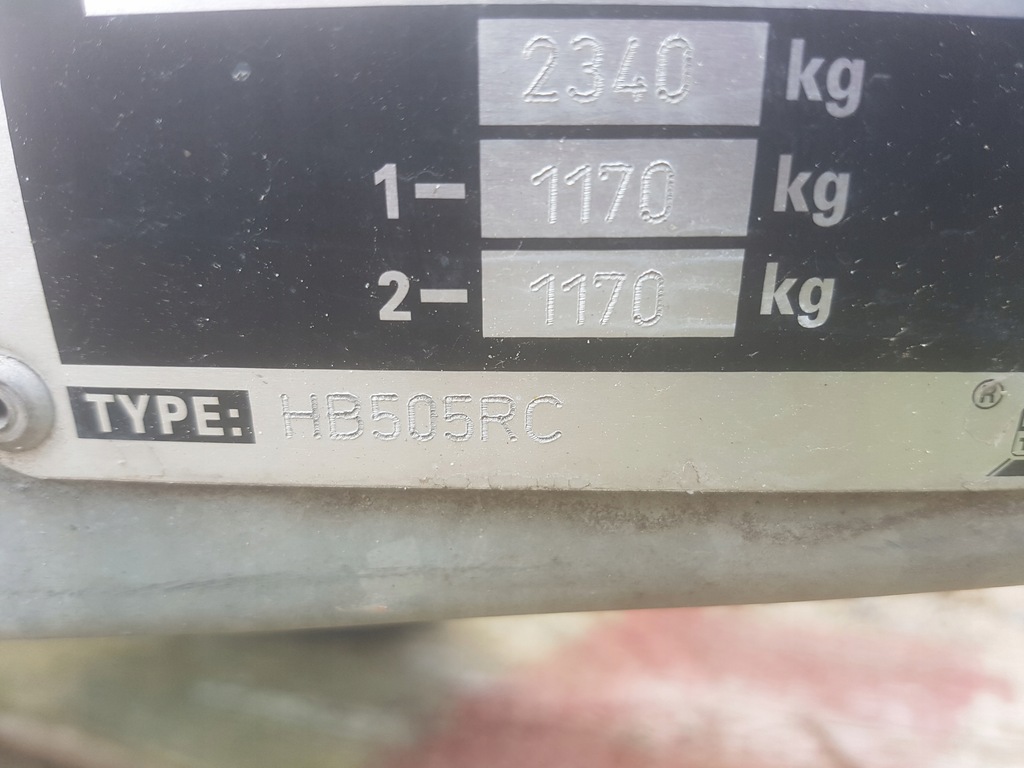 2340 kg
1- 1170 kg
2- 1170 kg
TYPE: HB505RC
®